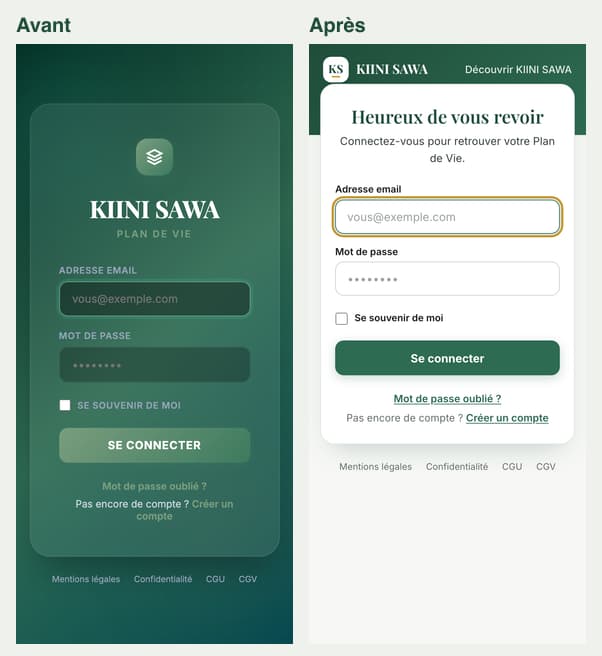 Avant
KIINI SAWA
PLAN DE VIE
ADRESSE EMAIL
vous@exemple.com
MOT DE PASSE
••••••••
SE SOUVENIR DE MOI
SE CONNECTER
Mot de passe oublié ?
Pas encore de compte ? Créer un
compte
Mentions légales Confidentialité CGU CGV
Après
KS KIINI SAWA Découvrir KIINI SAWA
Heureux de vous revoir
Connectez-vous pour retrouver votre Plan
de Vie.
Adresse email
vous@exemple.com
Mot de passe
••••••••
Se souvenir de moi
Se connecter
Mot de passe oublié ?
Pas encore de compte ? Créer un compte
Mentions légales Confidentialité CGU CGV